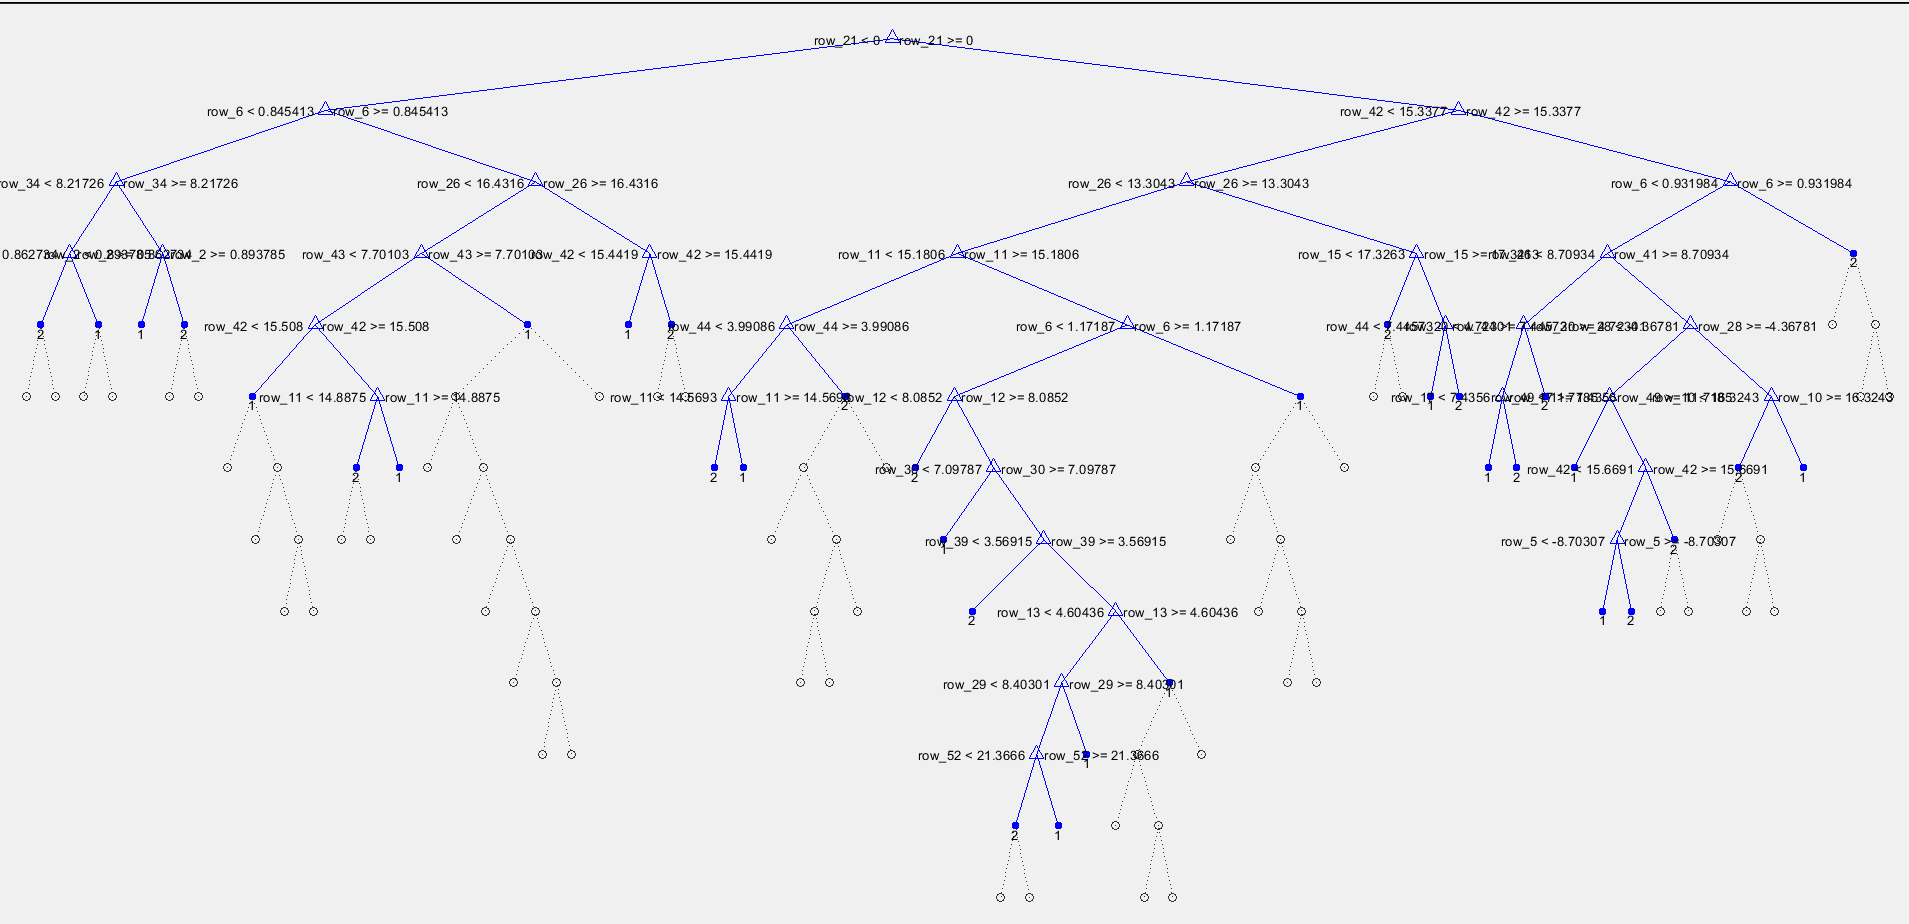 row_21 < 0 row_21 >= 0
row_6 < 0.845413 row_6 >= 0.845413 row_42 < 15.3377 row_42 >= 15.3377
row_34 < 8.21726 row_34 >= 8.21726 row_26 < 16.4316 row_26 >= 16.4316 row_26 < 13.3043 row_26 >= 13.3043 row_6 < 0.931984 row_6 >= 0.931984
row_2 >= 0.893785 row_43 < 7.70103 row_43 >= 7.70103 row_42 < 15.4419 row_42 >= 15.4419 row_11 < 15.1806 row_11 >= 15.1806 row_15 < 17.3263 row_15 >= 17.3263 row_41 < 8.70934 row_41 >= 8.70934 2
2 1 1 2 row_42 < 15.508 row_42 >= 15.508 1 1 2 row_44 < 3.99086 row_44 >= 3.99086 row_6 < 1.17187 row_6 >= 1.17187 2 row_28 >= -4.36781
1 row_11 < 14.8875 row_11 >= 14.8875 row_11 < 14.5693 row_11 >= 14.5693 2 row_12 < 8.0852 row_12 >= 8.0852 1 1 2 2 row_10 >= 16.3243
2 1 2 1 2 row_30 < 7.09787 row_30 >= 7.09787 1 2 1 row_42 < 15.6691 row_42 >= 15.6691 2 1
1 row_39 < 3.56915 row_39 >= 3.56915 row_5 < -8.70307 row_5 >= -8.70307 2
2 row_13 < 4.60436 row_13 >= 4.60436 1 2
row_29 < 8.40301 row_29 >= 8.40301 1
row_52 < 21.3666 row_52 >= 21.3666 1
2 1